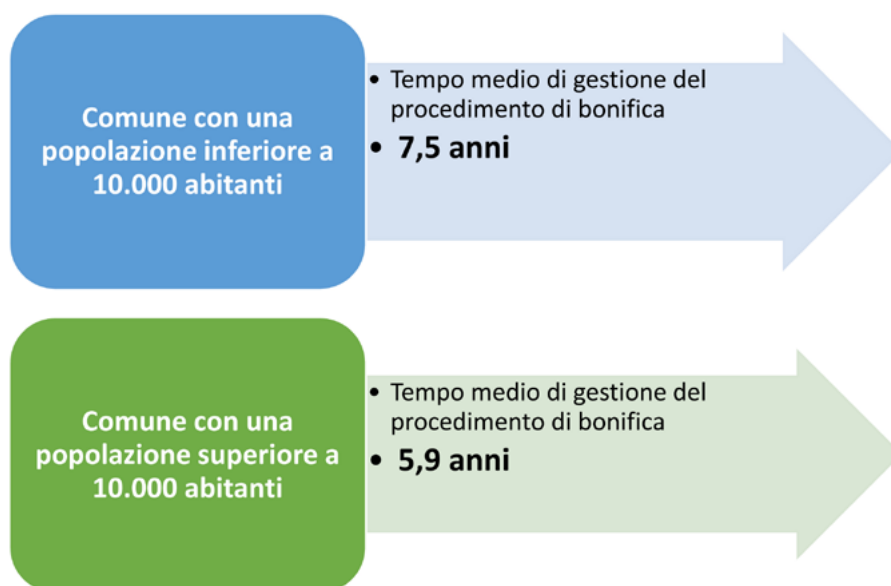 Comune con una
popolazione inferiore a
10.000 abitanti
• Tempo medio di gestione del
procedimento di bonifica
• 7,5 anni
Comune con una
popolazione superiore a
10.000 abitanti
• Tempo medio di gestione del
procedimento di bonifica
• 5,9 anni